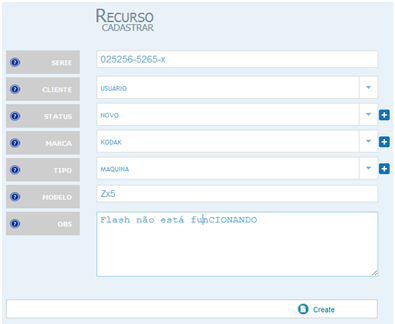 RECURSO
CADASTRAR
SERIE 025256-5265-x
CLIENTE USUARIO
STATUS NOVO
MARCA KODAK
TIPO MAQUINA
MODELO Zx5
OBS Flash não está funCIONANDO
Create